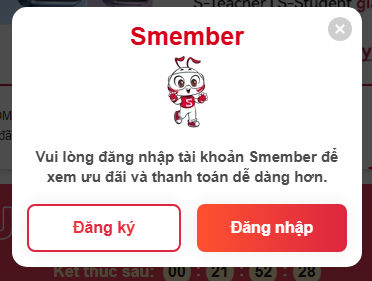 S-Teacher | S-Student giá
Smember
S
Vui lòng đăng nhập tài khoản Smember để
xem ưu đãi và thanh toán dễ dàng hơn.
Đăng ký
Đăng nhập
Kết thúc sau: 00 : 21 : 52 : 28